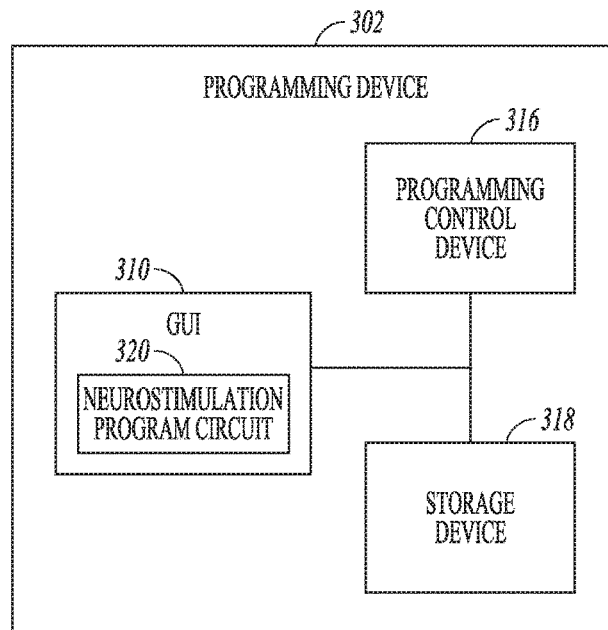 302
PROGRAMMING DEVICE
316
PROGRAMMING
CONTROL
DEVICE
310
GUI
320
NEUROSTIMULATION
PROGRAM CIRCUIT
318
STORAGE
DEVICE